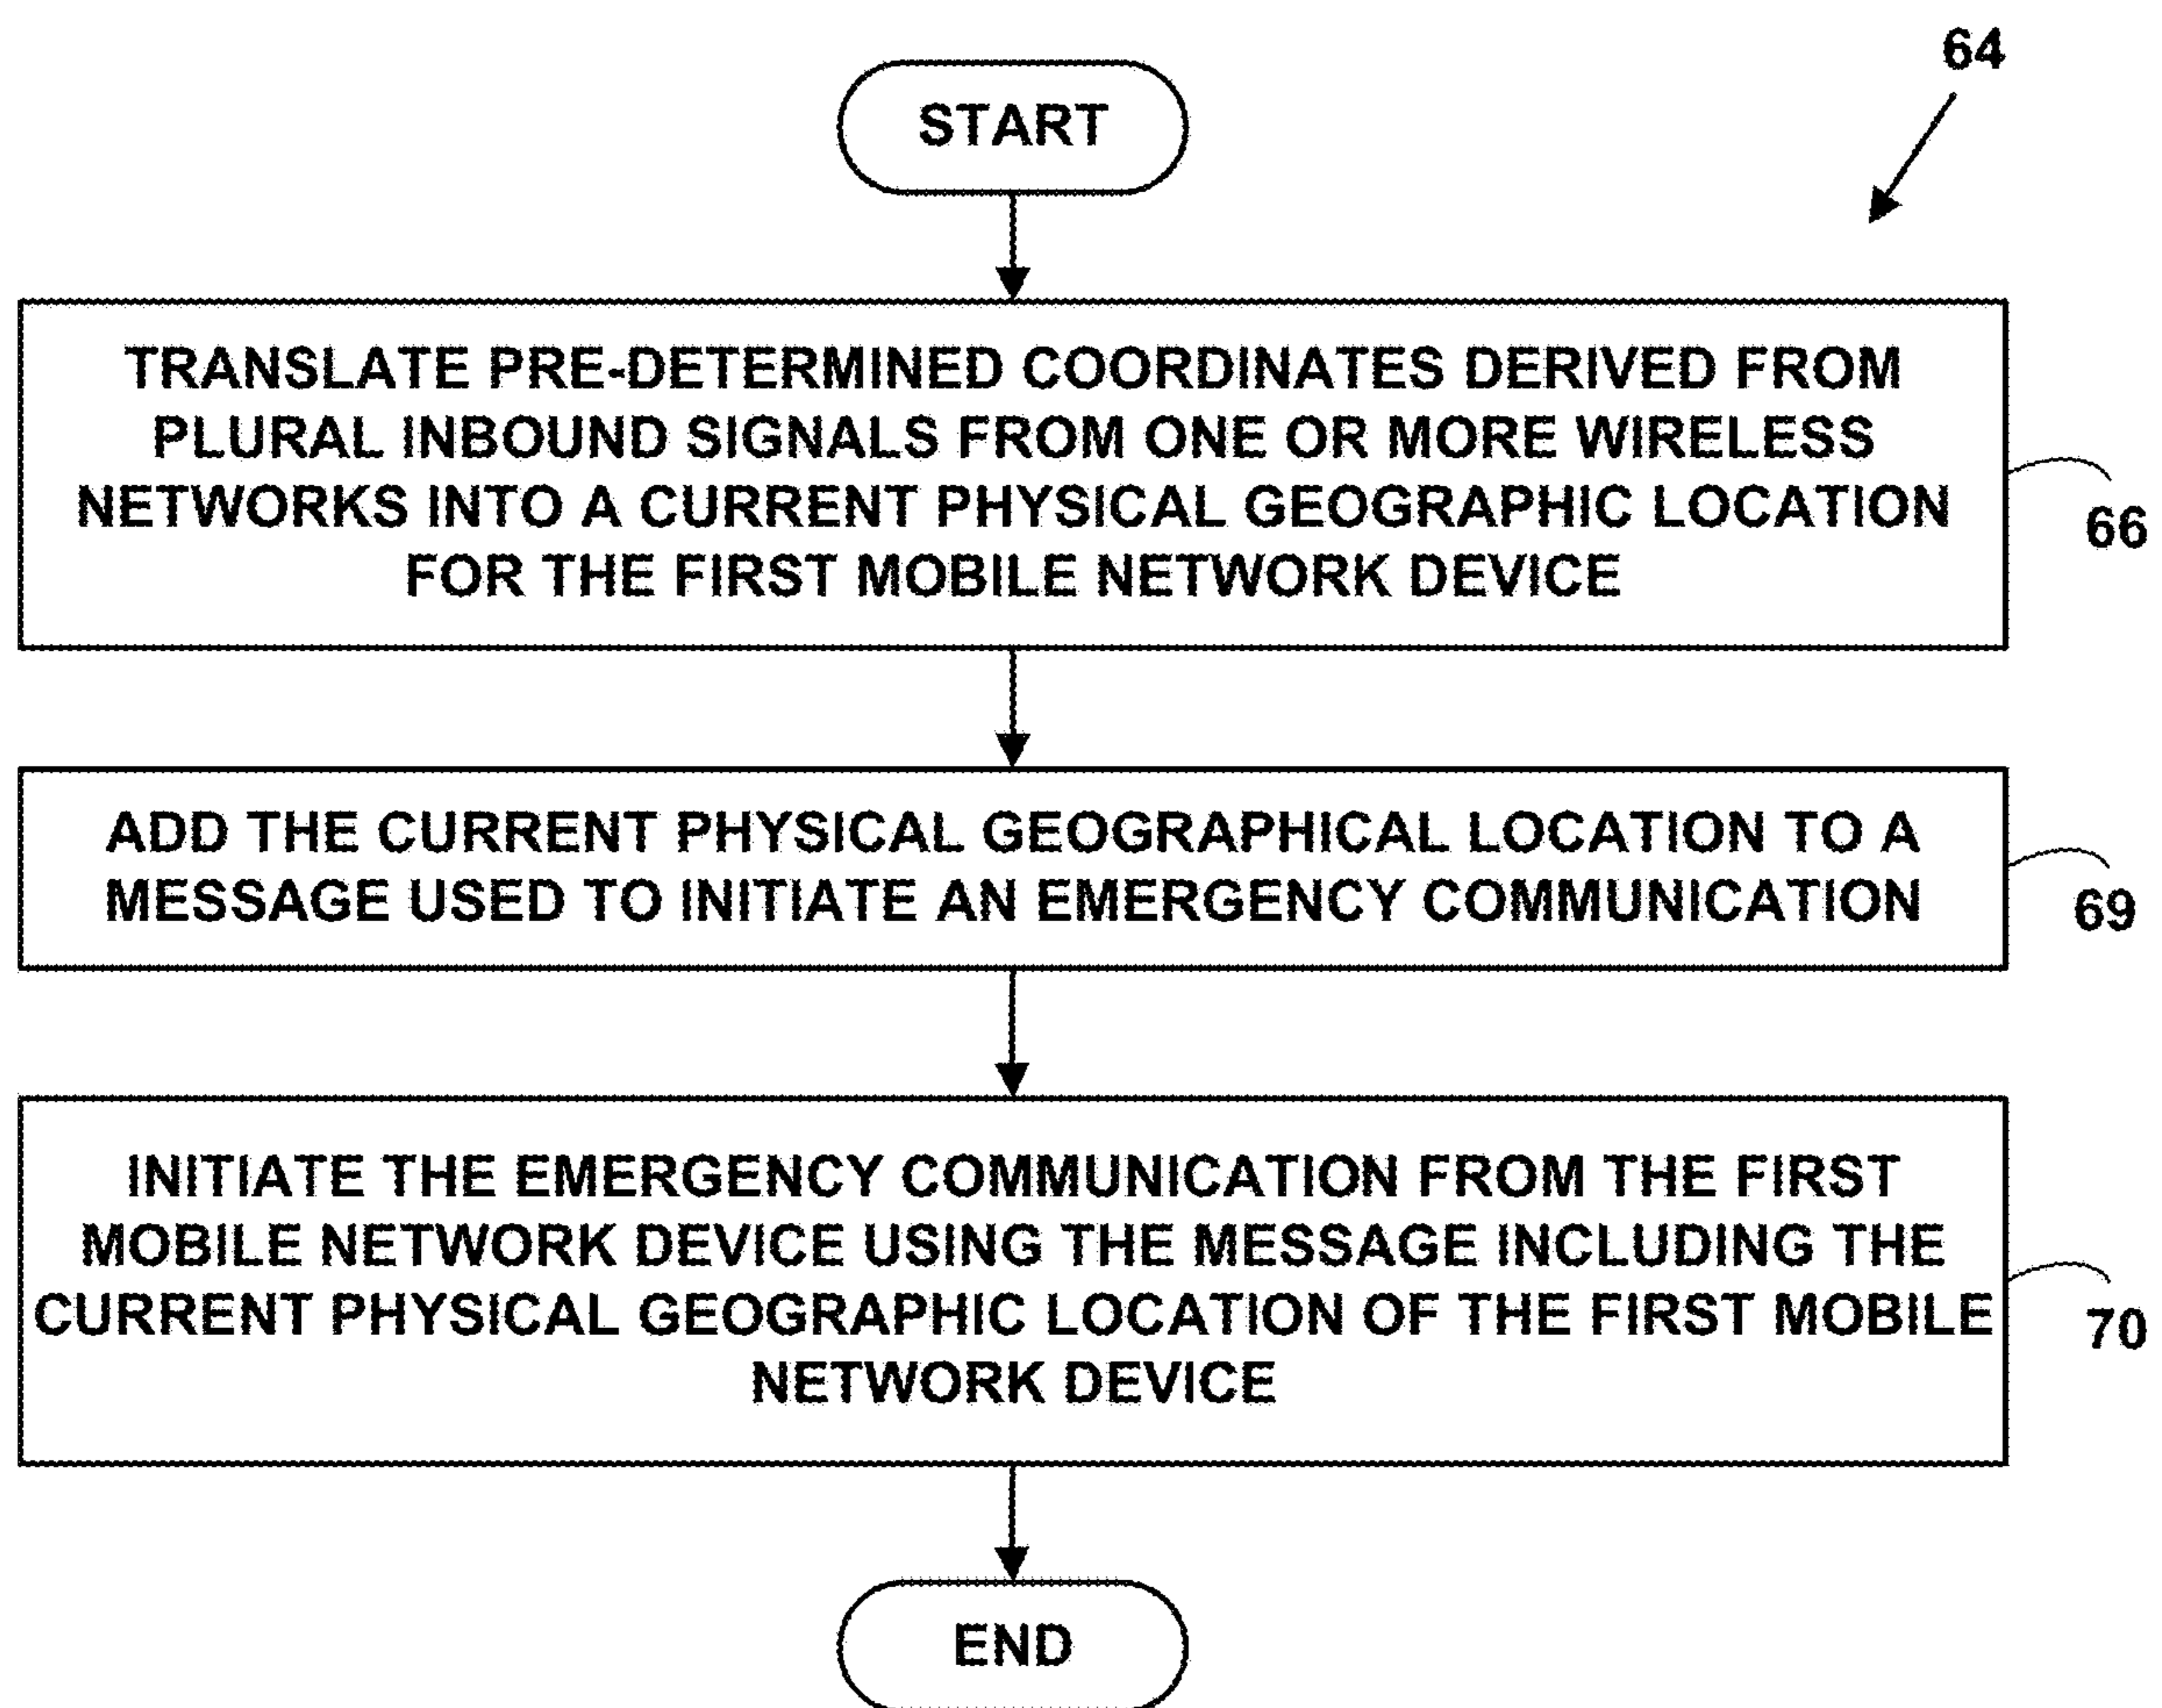 64
START
TRANSLATE PRE-DETERMINED COORDINATES DERIVED FROM
PLURAL INBOUND SIGNALS FROM ONE OR MORE WIRELESS
NETWORKS INTO A CURRENT PHYSICAL GEOGRAPHIC LOCATION
FOR THE FIRST MOBILE NETWORK DEVICE
66
ADD THE CURRENT PHYSICAL GEOGRAPHICAL LOCATION TO A
MESSAGE USED TO INITIATE AN EMERGENCY COMMUNICATION
69
INITIATE THE EMERGENCY COMMUNICATION FROM THE FIRST
MOBILE NETWORK DEVICE USING THE MESSAGE INCLUDING THE
CURRENT PHYSICAL GEOGRAPHIC LOCATION OF THE FIRST MOBILE
NETWORK DEVICE
70
END